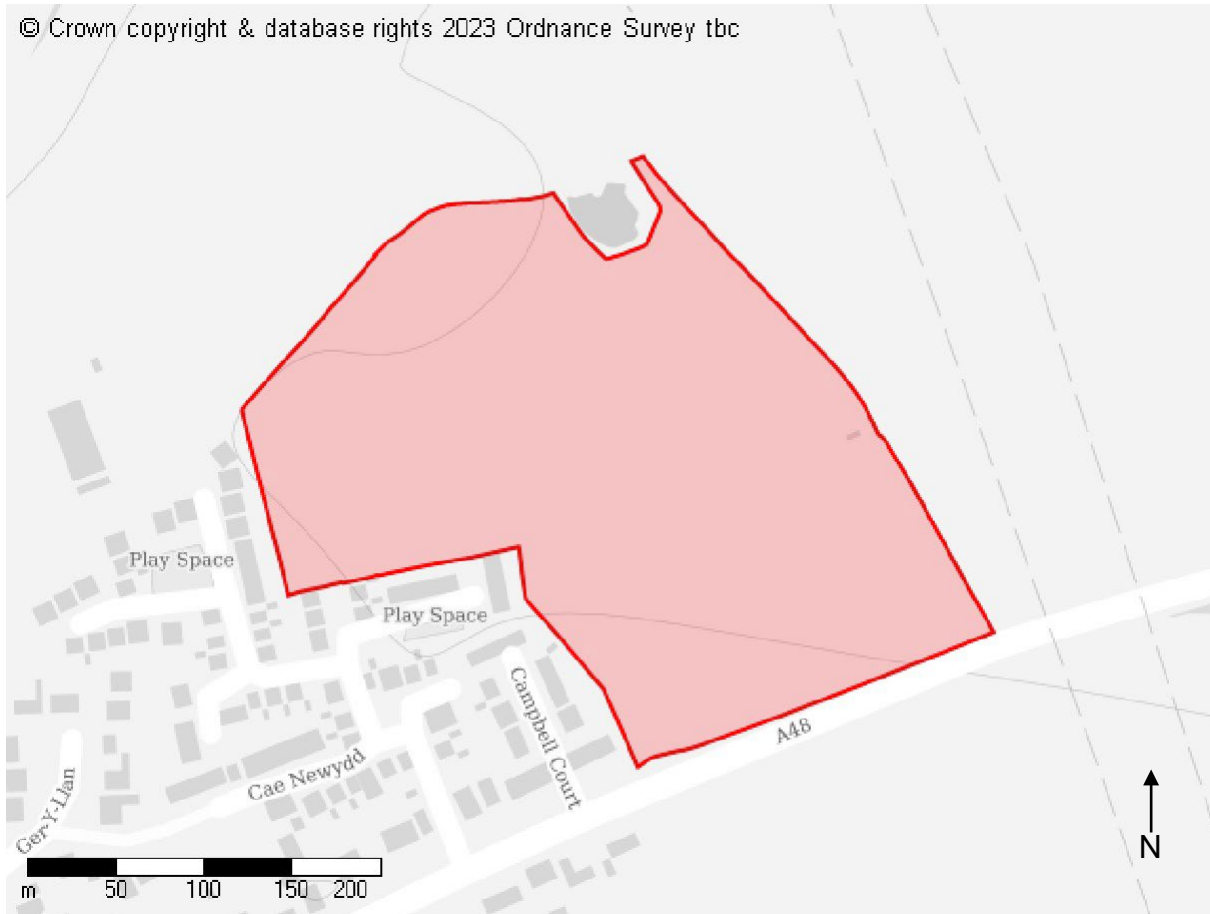 © Crown copyright & database rights 2023 Ordnance Survey tbc
Play Space
Play Space
Campbell Court
A48
Cae Newydd
Ger-Y-Llan
N
m 50 100 150 200